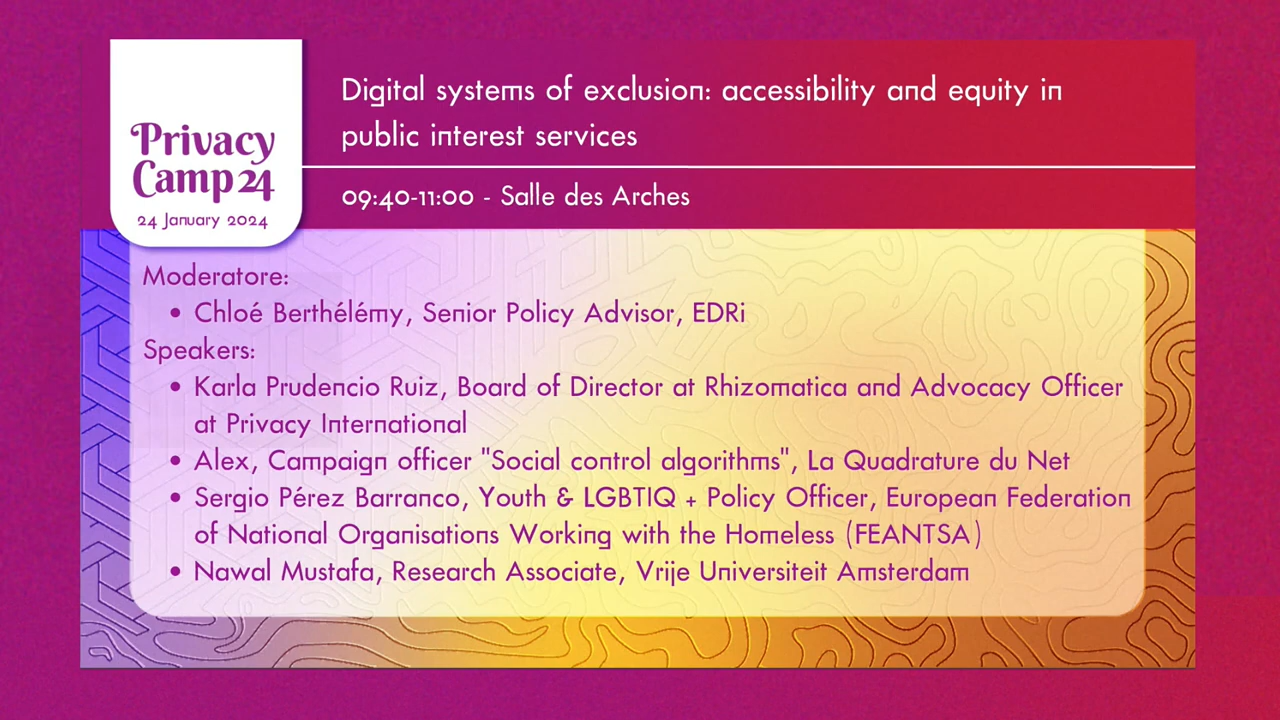 Privacy
Camp 24
24 January 2024
Digital systems of exclusion: accessibility and equity in
public interest services
09:40-11:00 - Salle des Arches
Moderatore:
• Chloé Berthélémy, Senior Policy Advisor, EDRi
Speakers:
• Karla Prudencio Ruiz, Board of Director at Rhizomatica and Advocacy Officer
at Privacy International
• Alex, Campaign officer "Social control algorithms", La Quadrature du Net
• Sergio Pérez Barranco, Youth & LGBTIQ + Policy Officer, European Federation
of National Organisations Working with the Homeless (FEANTSA)
• Nawal Mustafa, Research Associate, Vrije Universiteit Amsterdam